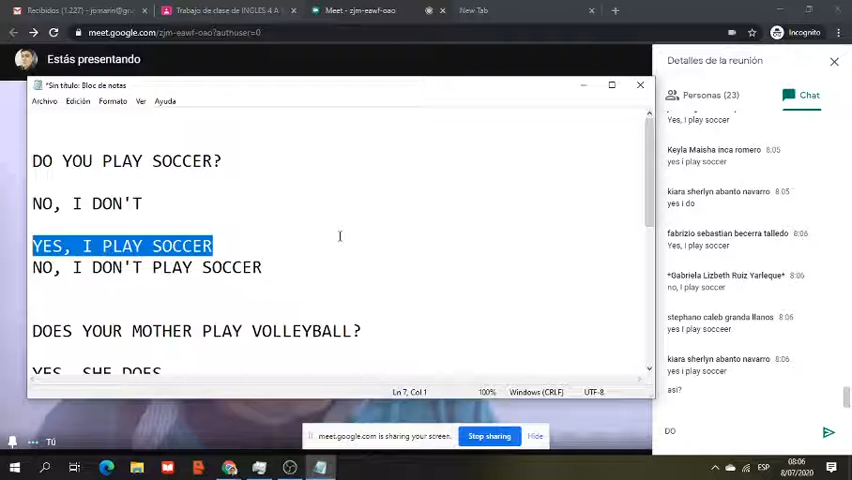 Recibidos (1.227) - jomarin@gm
Trabajo de clase de INGLES 4 A
Meet - zjm-eawf-oao
New Tab
meet.google.com/zjm-eawf-oao?authuser=0
Incognito
Estás presentando
*Sin título: Bloc de notas
Archivo Edición Formato Ver Ayuda
DO YOU PLAY SOCCER?
NO, I DON'T
YES, I PLAY SOCCER
NO, I DON'T PLAY SOCCER
DOES YOUR MOTHER PLAY VOLLEYBALL?
YES, SHE DOES
Ln 7, Col 1 100% Windows (CRLF) UTF-8
Detalles de la reunión
Personas (23) Chat
Yes, I play soccer
Keyla Maisha inca romero 8:05
yes i play soccer
kiara sherlyn abanto navarro 8:05
yes i do
fabrizio sebastian becerra talledo 8:06
Yes, I play soccer
*Gabriela Lizbeth Ruiz Yarleque* 8:06
no, I play soccer
stephano caleb granda llanos 8:06
yes I play socceer
kiara sherlyn abanto navarro 8:06
yes i play soccer
asi?
DO
Tú
meet.google.com is sharing your screen. Stop sharing Hide
ESP
08:06
8/07/2020